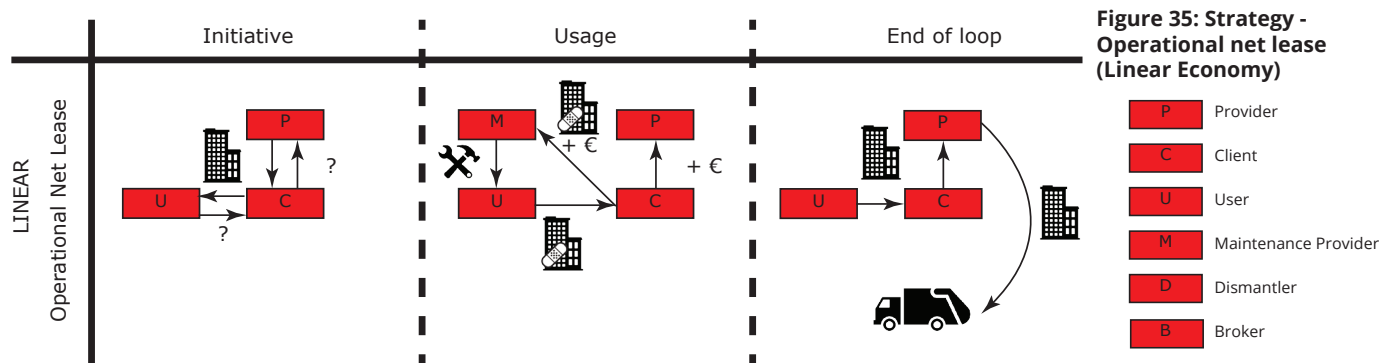 Initiative
Usage
End of loop
Figure 35: Strategy -
Operational net lease
(Linear Economy)
LINEAR
Operational Net Lease
P
?
U
C
?
M
P
+ €
+ €
U
C
P
U
C
P Provider
C Client
U User
M Maintenance Provider
D Dismantler
B Broker